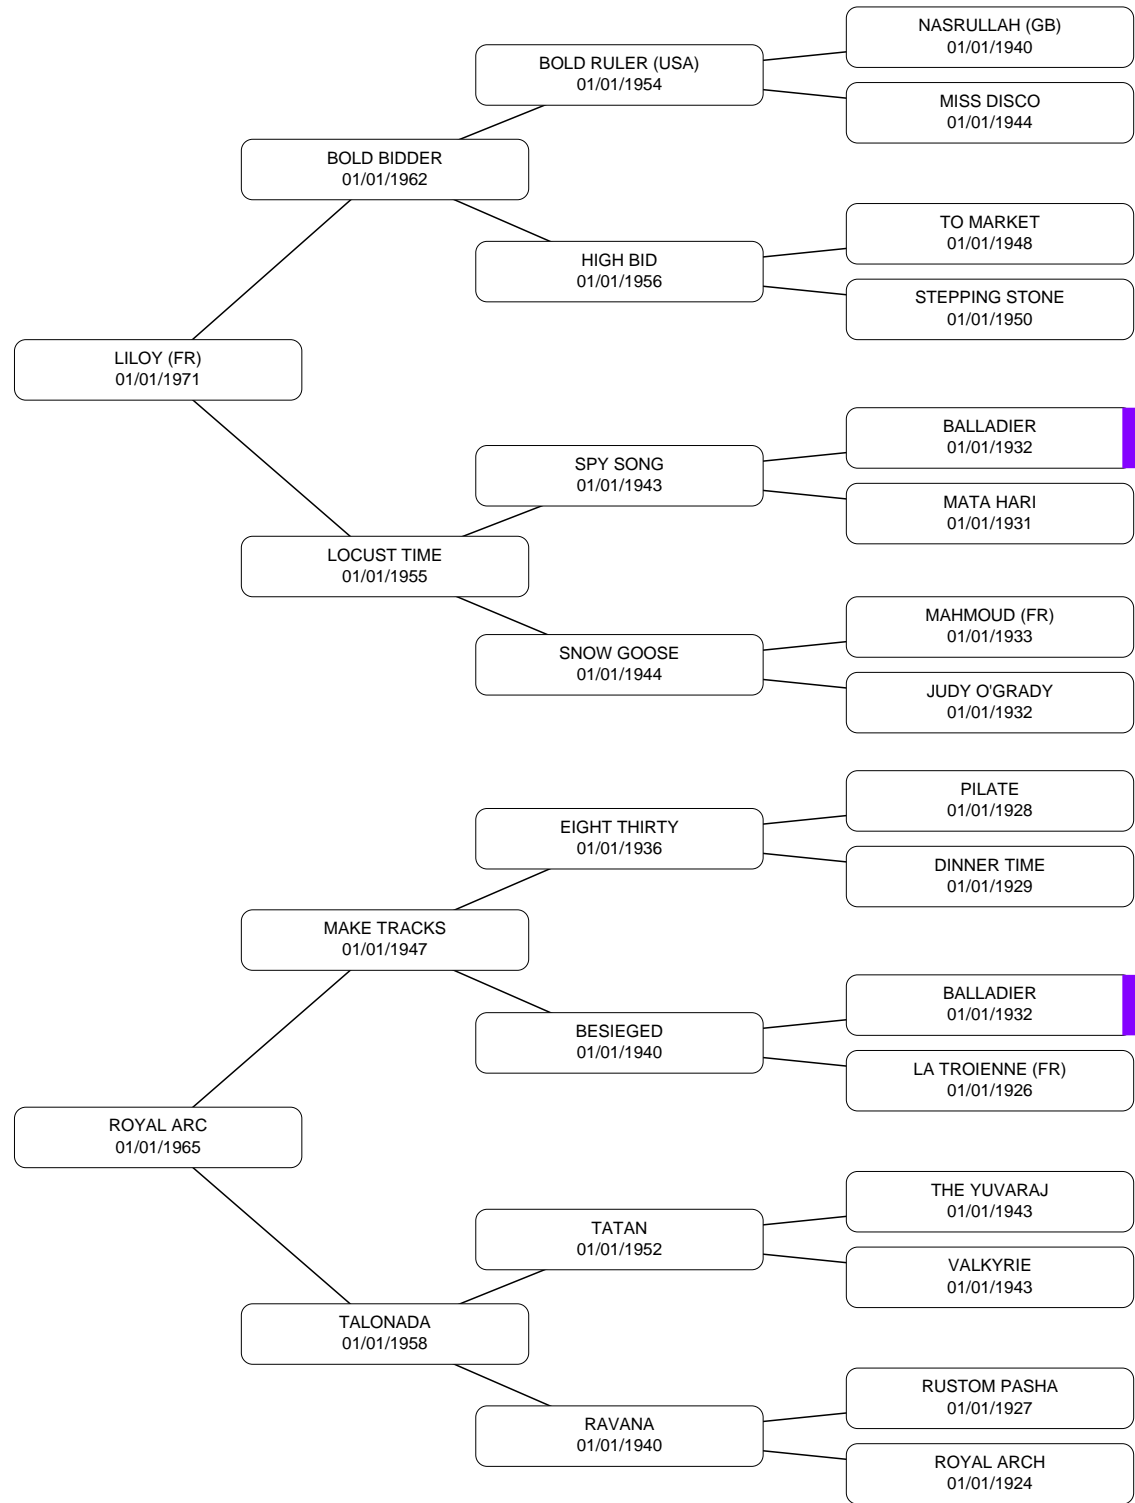 NASRULLAH (GB)
01/01/1940
BOLD RULER (USA)
01/01/1954
MISS DISCO
01/01/1944
BOLD BIDDER
01/01/1962
TO MARKET
01/01/1948
HIGH BID
01/01/1956
STEPPING STONE
01/01/1950
LILOY (FR)
01/01/1971
BALLADIER
01/01/1932
SPY SONG
01/01/1943
MATA HARI
01/01/1931
LOCUST TIME
01/01/1955
MAHMOUD (FR)
01/01/1933
SNOW GOOSE
01/01/1944
JUDY O'GRADY
01/01/1932
PILATE
01/01/1928
EIGHT THIRTY
01/01/1936
DINNER TIME
01/01/1929
MAKE TRACKS
01/01/1947
BALLADIER
01/01/1932
BESIEGED
01/01/1940
LA TROIENNE (FR)
01/01/1926
ROYAL ARC
01/01/1965
THE YUVARAJ
01/01/1943
TATAN
01/01/1952
VALKYRIE
01/01/1943
TALONADA
01/01/1958
RUSTOM PASHA
01/01/1927
RAVANA
01/01/1940
ROYAL ARCH
01/01/1924